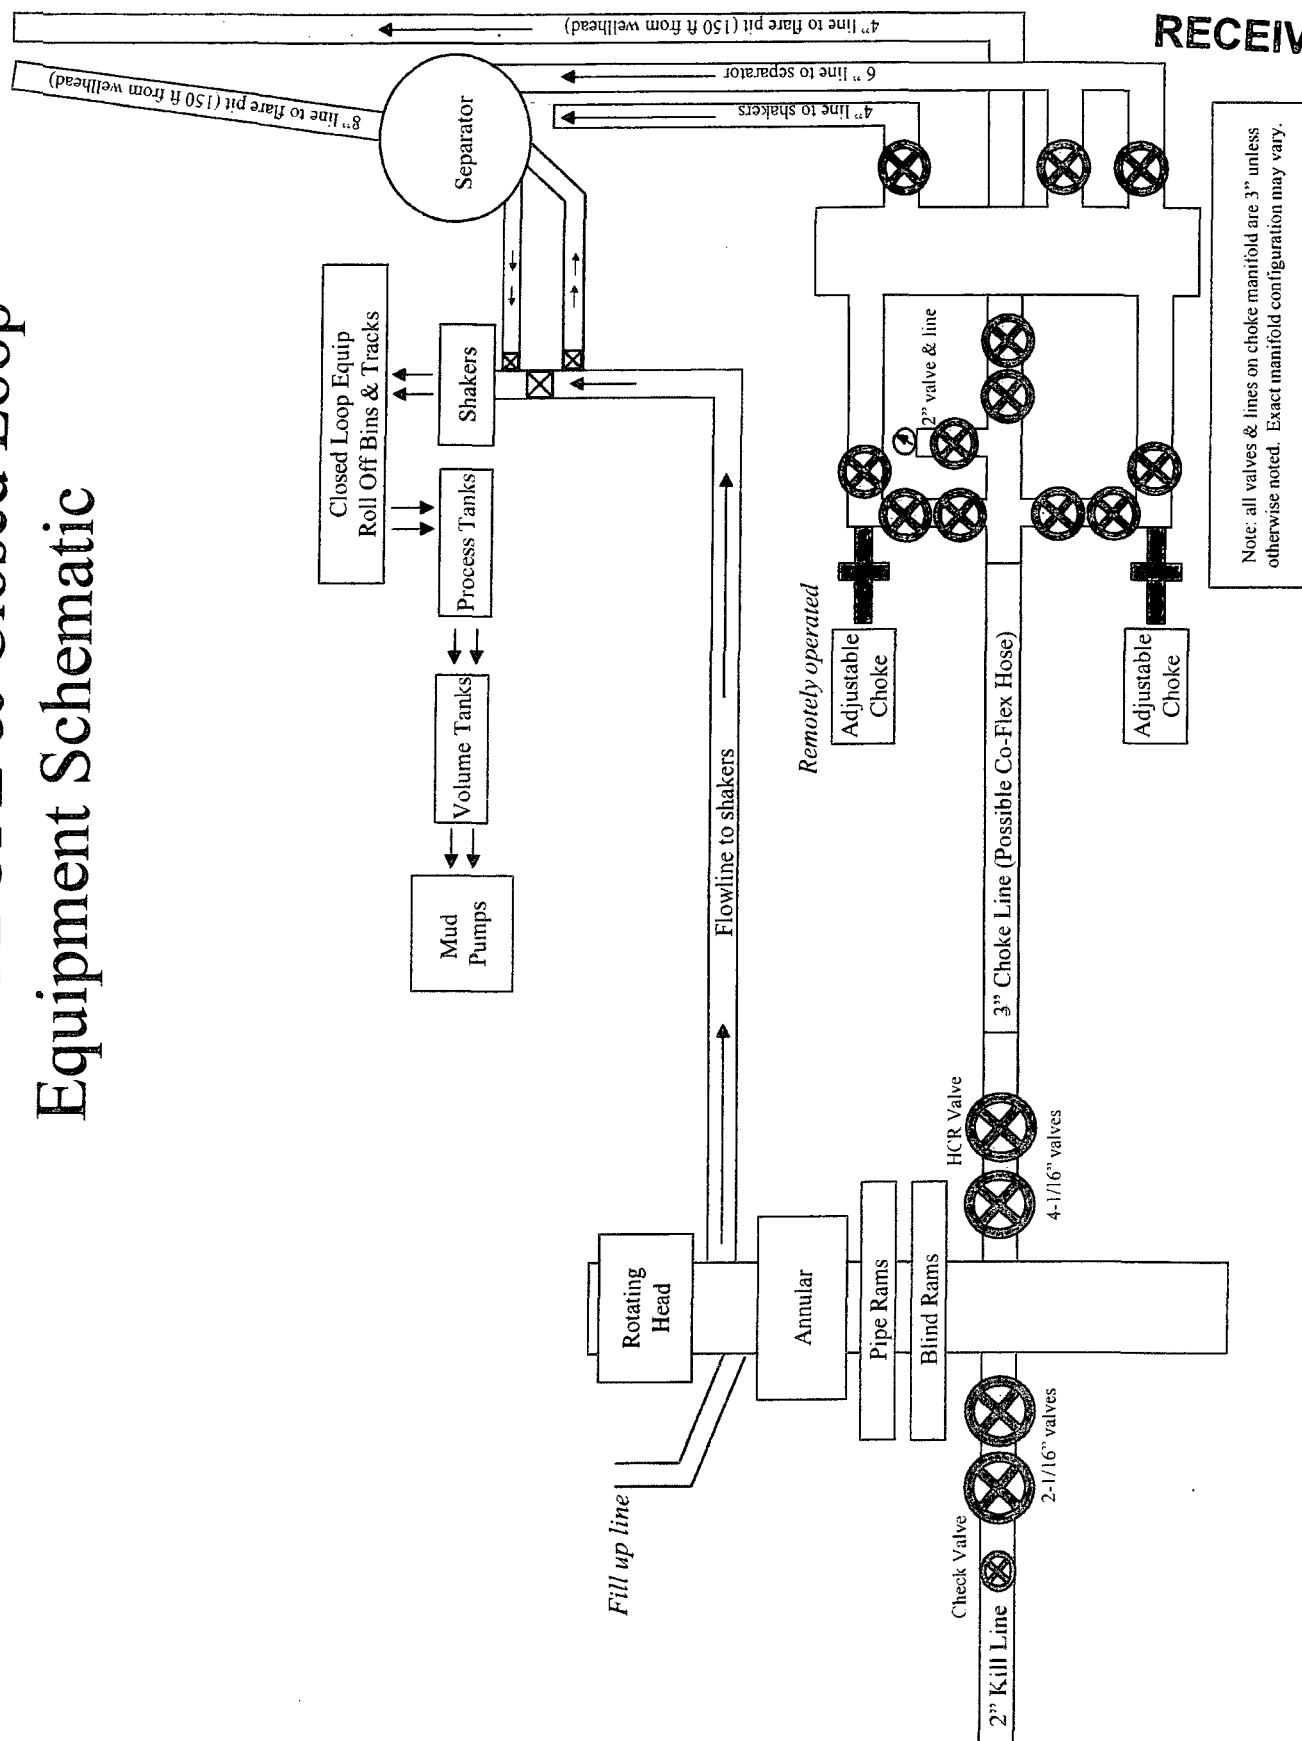 Closed Loop
Equipment Schematic
RECEIV
4" line to flare pit (150 ft from wellhead)
8" line to flare pit (150 ft from wellhead)
6" line to separator
4" line to shakers
Separator
Closed Loop Equip
Roll Off Bins & Tracks
Shakers
Process Tanks
Volume Tanks
Mud
Pumps
Flowline to shakers
2" valve & line
Remotely operated
Adjustable
Choke
Adjustable
Choke
Note: all valves & lines on choke manifold are 3" unless
otherwise noted. Exact manifold configuration may vary.
3" Choke Line (Possible Co-Flex Hose)
HCR Valve
4-1/16" valves
Rotating
Head
Annular
Pipe Rams
Blind Rams
Fill up line
2-1/16" valves
Check Valve
2" Kill Line